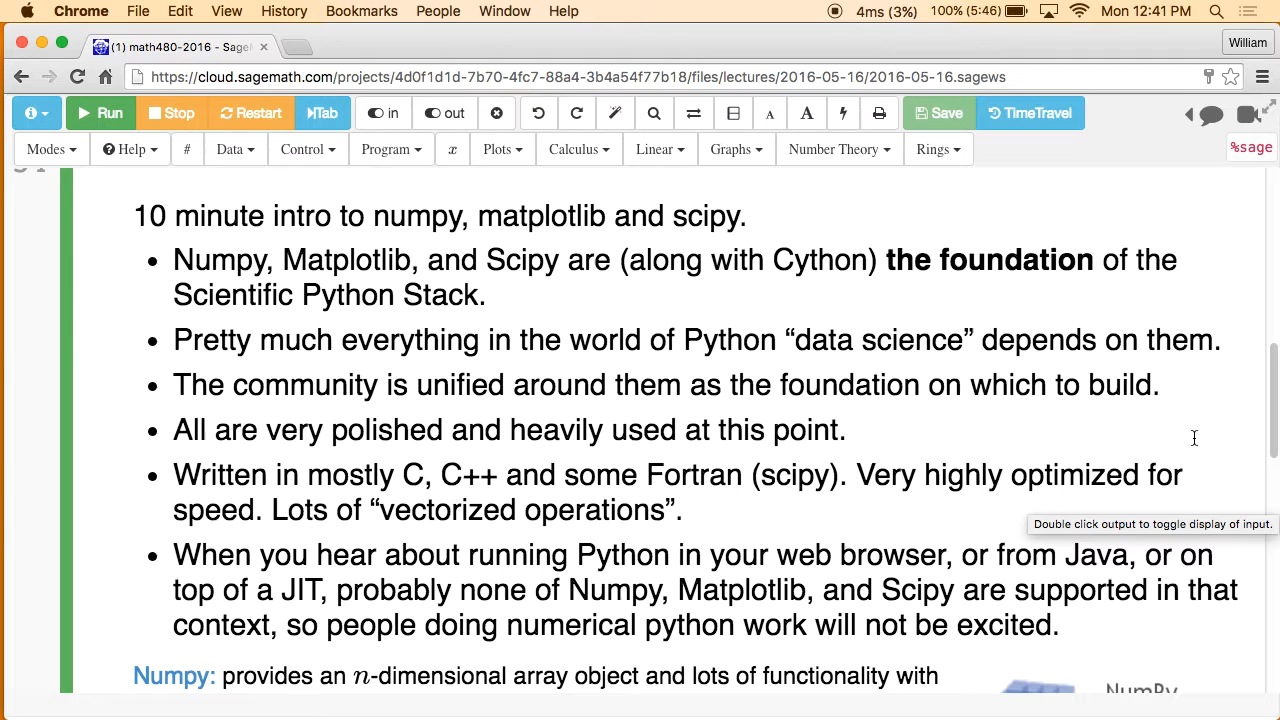 Chrome File Edit View History Bookmarks People Window Help 4ms (3%) 100% (5:46) Mon 12:41 PM
(1) math480-2016 - Sage William
https://cloud.sagemath.com/projects/4d0f1d1d-7b70-4fc7-88a4-3b4a54f77b18/files/lectures/2016-05-16/2016-05-16.sagews
Run Stop Restart Tab in out A A Save TimeTravel
Modes Help # Data Control Program x Plots Calculus Linear Graphs Number Theory Rings %sage
10 minute intro to numpy, matplotlib and scipy.
• Numpy, Matplotlib, and Scipy are (along with Cython) the foundation of the
Scientific Python Stack.
• Pretty much everything in the world of Python “data science” depends on them.
• The community is unified around them as the foundation on which to build.
• All are very polished and heavily used at this point.
• Written in mostly C, C++ and some Fortran (scipy). Very highly optimized for
speed. Lots of “vectorized operations”.
Double click output to toggle display of input.
• When you hear about running Python in your web browser, or from Java, or on
top of a JIT, probably none of Numpy, Matplotlib, and Scipy are supported in that
context, so people doing numerical python work will not be excited.
Numpy: provides an n-dimensional array object and lots of functionality with
NumPy